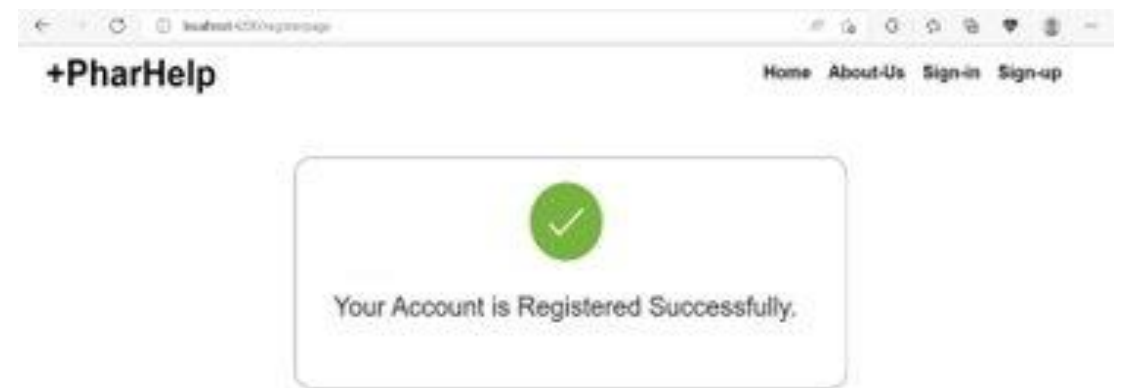 +PharHelp
Home About-Us Sign-in Sign-up
Your Account is Registered Successfully.